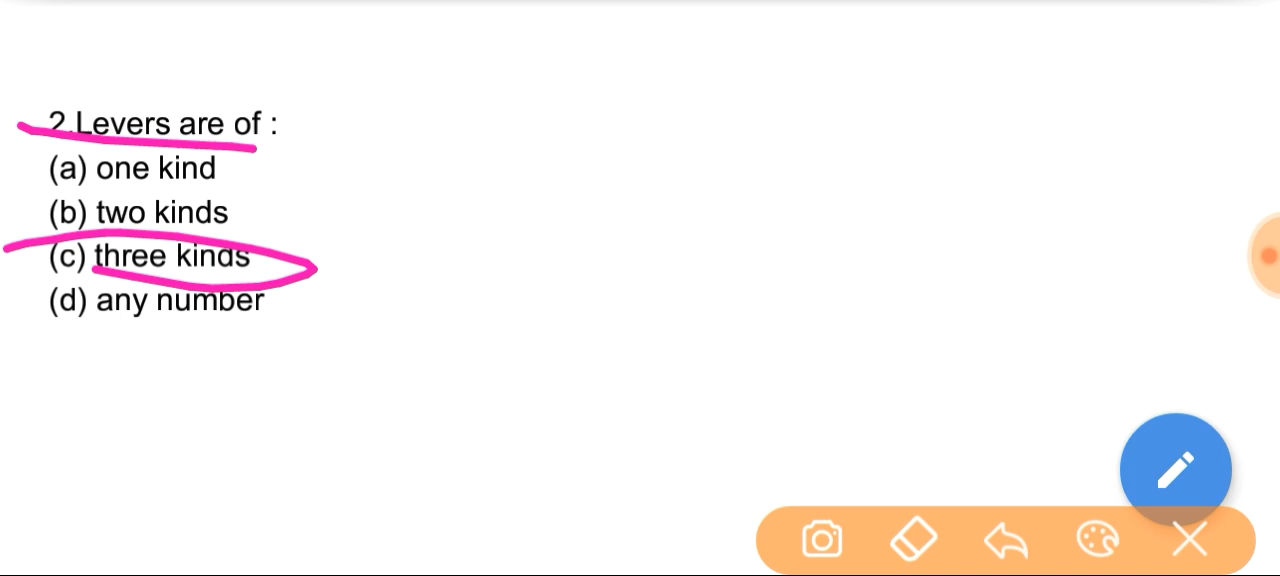 2.Levers are of :
(a) one kind
(b) two kinds
(c) three kinds
(d) any number